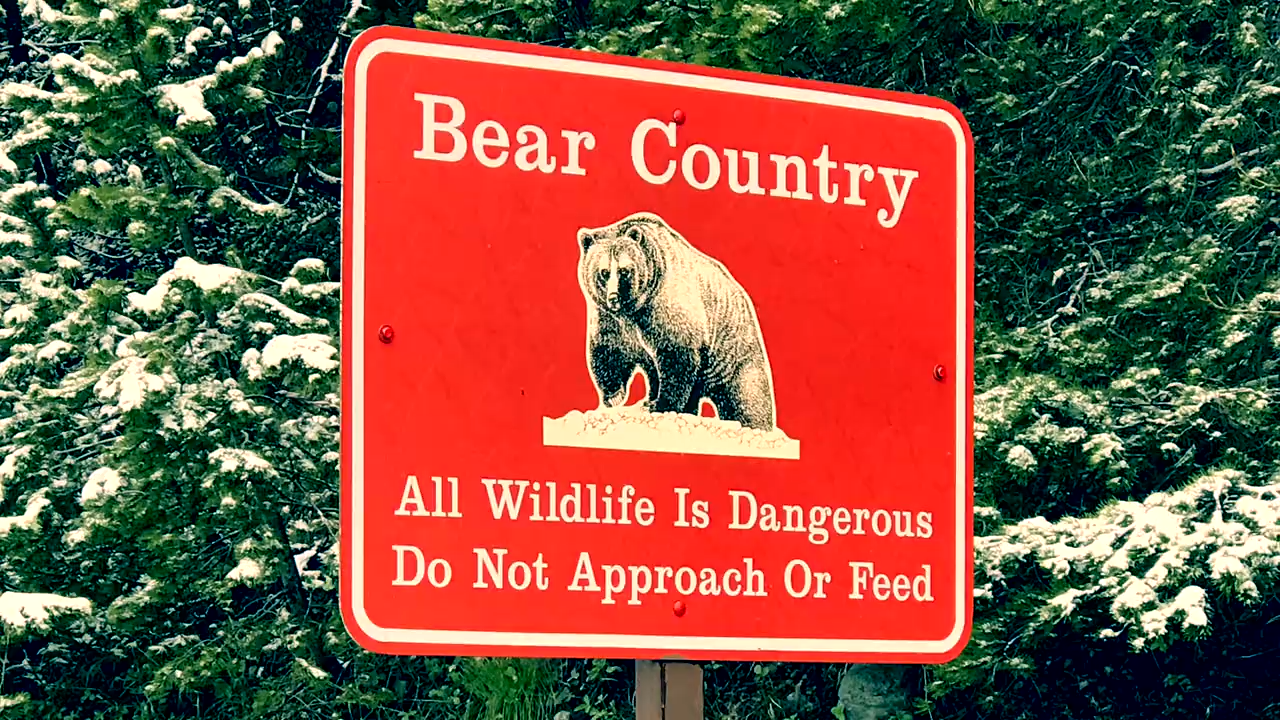 Bear Country
All Wildlife Is Dangerous
Do Not Approach Or Feed